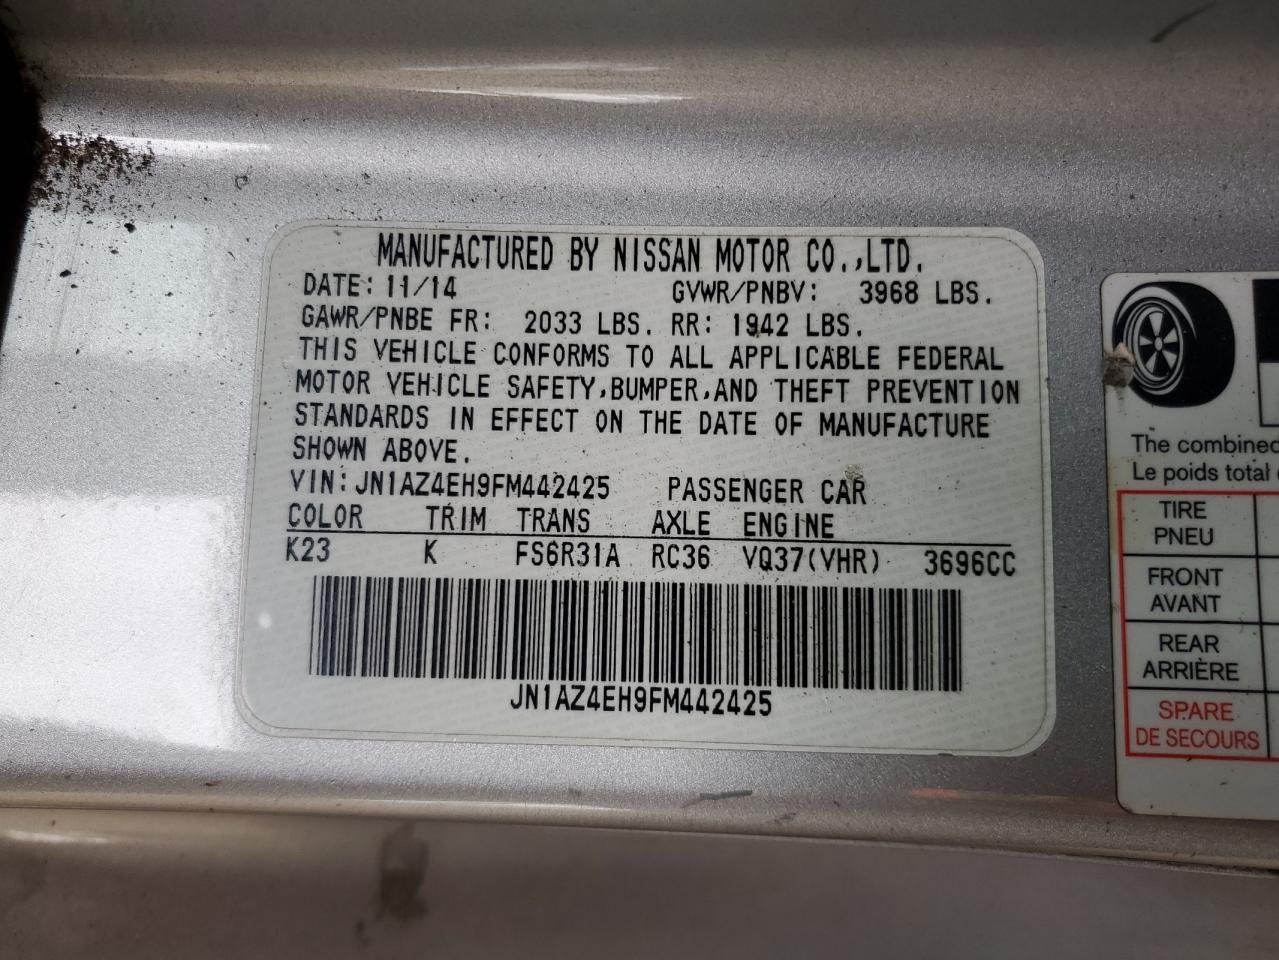 MANUFACTURED BY NISSAN MOTOR CO.,LTD.
DATE: 11/14 GVWR/PNBV: 3968 LBS.
GAWR/PNBE FR: 2033 LBS. RR: 1942 LBS.
THIS VEHICLE CONFORMS TO ALL APPLICABLE FEDERAL
MOTOR VEHICLE SAFETY,BUMPER,AND THEFT PREVENTION
STANDARDS IN EFFECT ON THE DATE OF MANUFACTURE
SHOWN ABOVE.
VIN: JN1AZ4EH9FM442425 PASSENGER CAR
COLOR TRIM TRANS AXLE ENGINE
K23 K FS6R31A RC36 VQ37(VHR) 3696CC
JN1AZ4EH9FM442425
The combined
Le poids total
TIRE
PNEU
FRONT
AVANT
REAR
ARRIÈRE
SPARE
DE SECOURS